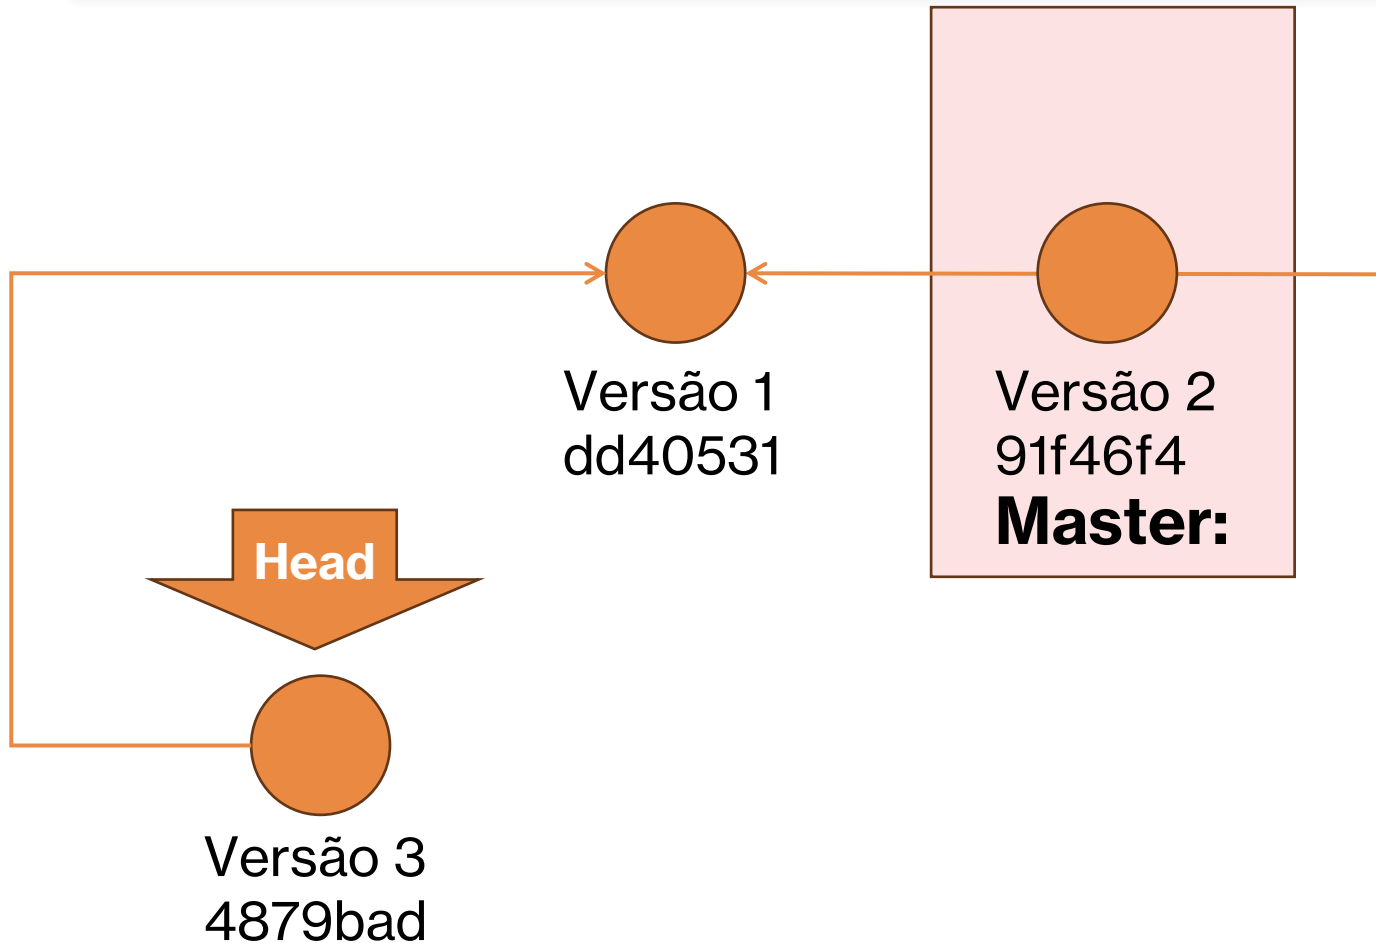 Versão 1
dd40531
Versão 2
91f46f4
Master:
Head
Versão 3
4879bad